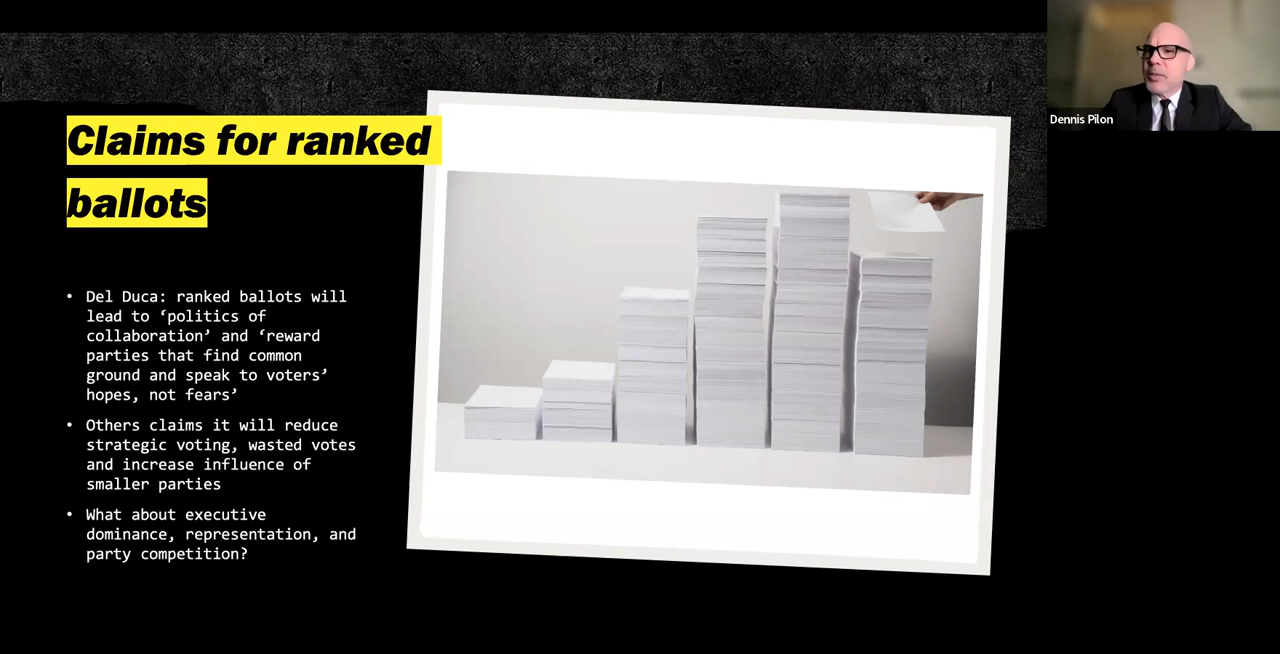 Claims for ranked
ballots
• Del Duca: ranked ballots will
lead to ‘politics of
collaboration’ and ‘reward
parties that find common
ground and speak to voters’
hopes, not fears’
• Others claims it will reduce
strategic voting, wasted votes
and increase influence of
smaller parties
• What about executive
dominance, representation, and
party competition?
Dennis Pilon